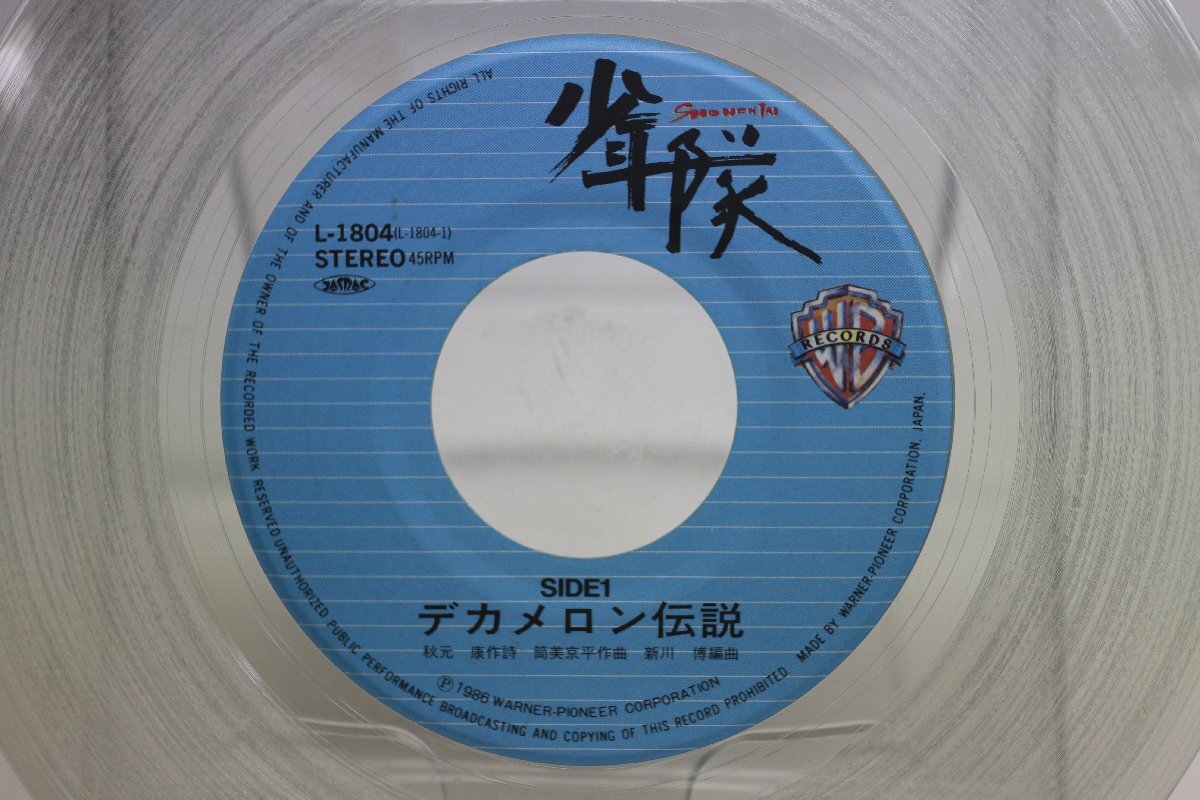 少年隊
SHONENTAI
L-1804(L-1804-1)
STEREO 45RPM
JASRAC
W B
RECORDS
SIDE1
デカメロン伝説
秋元 康作詩 筒美京平作曲 新川 博編曲
Ⓟ1986 WARNER-PIONEER CORPORATION
ALL RIGHTS OF THE MANUFACTURER AND OF THE OWNER OF THE RECORDED WORK RESERVED UNAUTHORIZED PUBLIC PERFORMANCE BROADCASTING AND COPYING OF THIS RECORD PROHIBITED MADE BY WARNER-PIONEER CORPORATION, JAPAN.